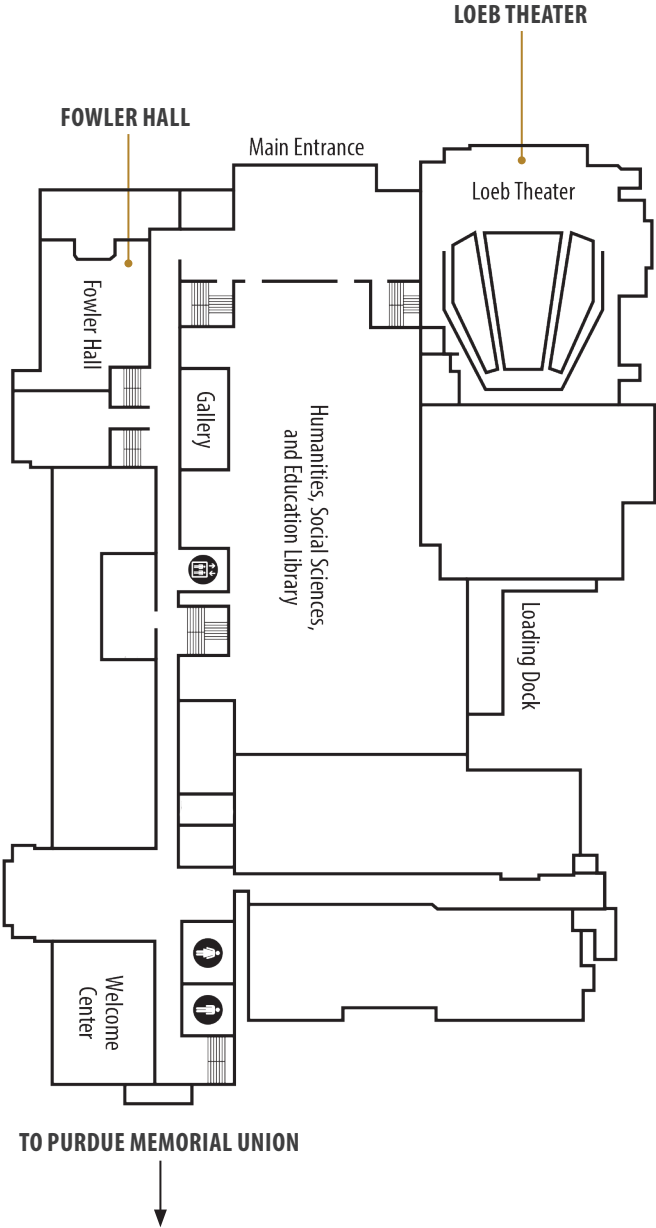 LOEB THEATER
FOWLER HALL
Main Entrance
Loeb Theater
Fowler Hall
Gallery
Humanities, Social Sciences,
and Education Library
Loading Dock
Welcome
Center
TO PURDUE MEMORIAL UNION